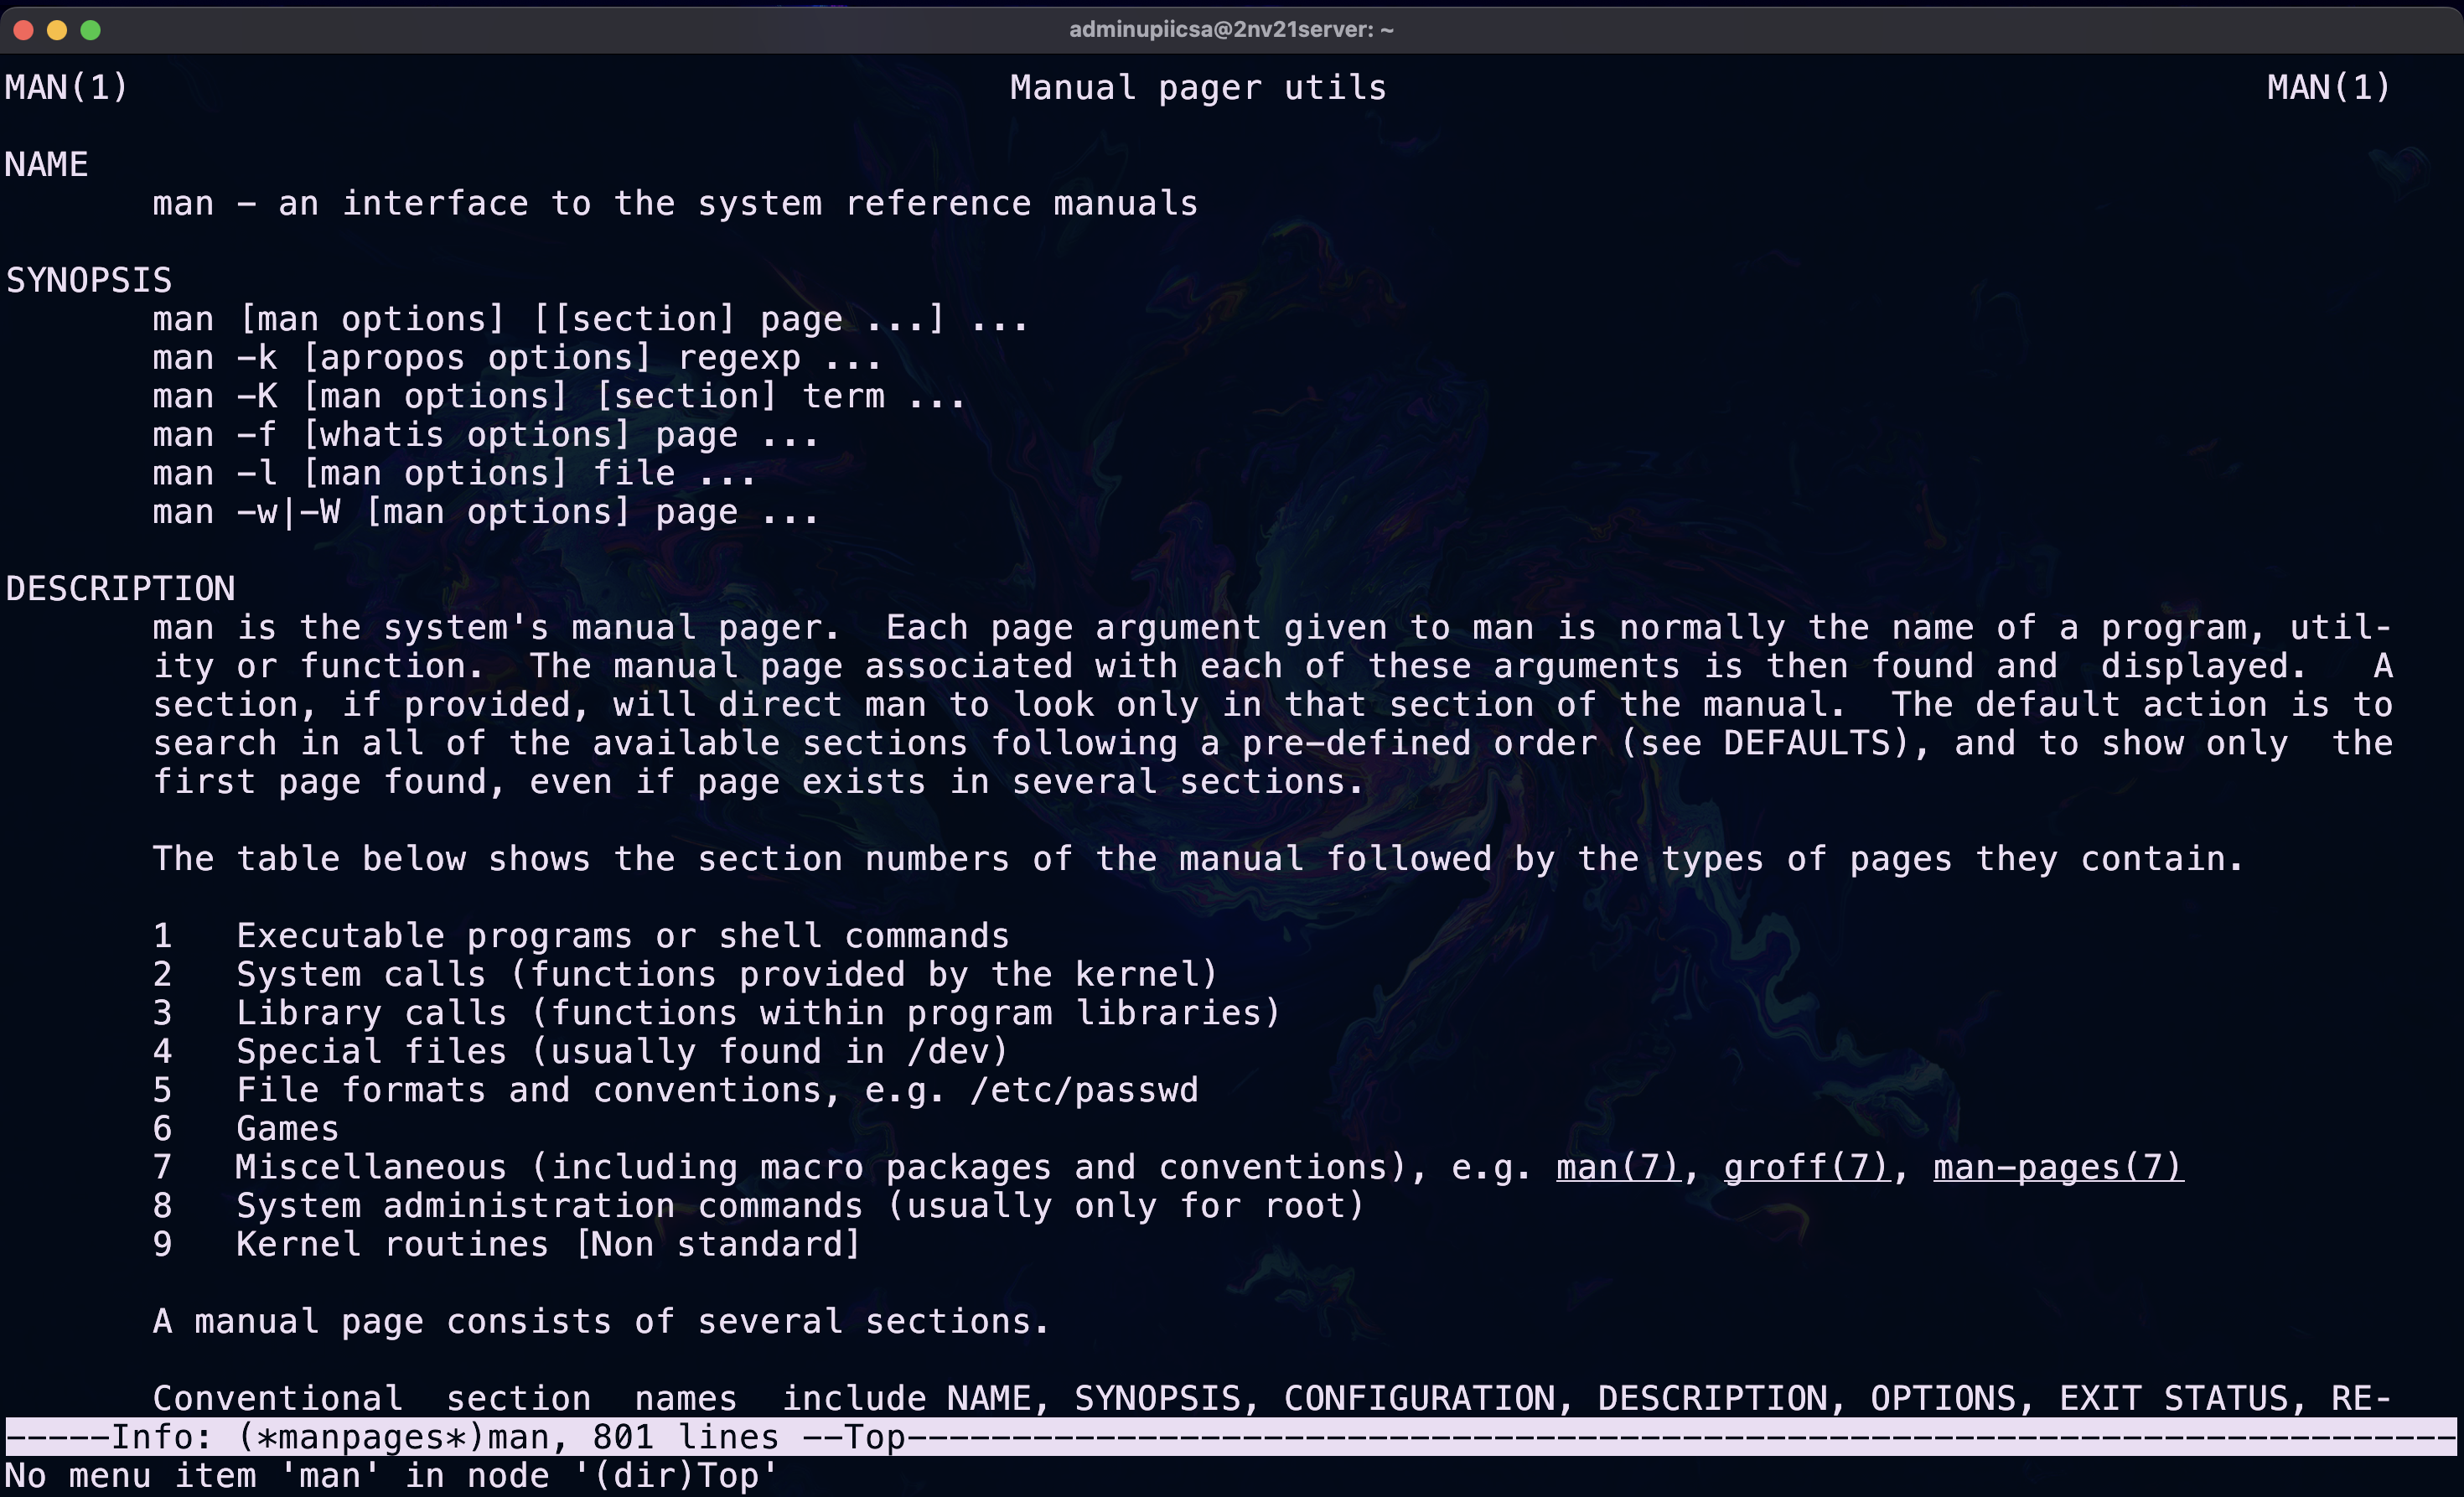 adminupiicsa@2nv21server: ~
MAN(1) Manual pager utils MAN(1)
NAME
man - an interface to the system reference manuals
SYNOPSIS
man [man options] [[section] page ...] ...
man -k [apropos options] regexp ...
man -K [man options] [section] term ...
man -f [whatis options] page ...
man -l [man options] file ...
man -w|-W [man options] page ...
DESCRIPTION
man is the system's manual pager.  Each page argument given to man is normally the name of a program, util-
ity or function.  The manual page associated with each of these arguments is then found and  displayed.   A
section, if provided, will direct man to look only in that section of the manual.  The default action is to
search in all of the available sections following a pre-defined order (see DEFAULTS), and to show only  the
first page found, even if page exists in several sections.
The table below shows the section numbers of the manual followed by the types of pages they contain.
1   Executable programs or shell commands
2   System calls (functions provided by the kernel)
3   Library calls (functions within program libraries)
4   Special files (usually found in /dev)
5   File formats and conventions, e.g. /etc/passwd
6   Games
7   Miscellaneous (including macro packages and conventions), e.g. man(7), groff(7), man-pages(7)
8   System administration commands (usually only for root)
9   Kernel routines [Non standard]
A manual page consists of several sections.
Conventional  section  names  include NAME, SYNOPSIS, CONFIGURATION, DESCRIPTION, OPTIONS, EXIT STATUS, RE-
-----Info: (*manpages*)man, 801 lines --Top--------------------------------------------------------------------------
No menu item 'man' in node '(dir)Top'